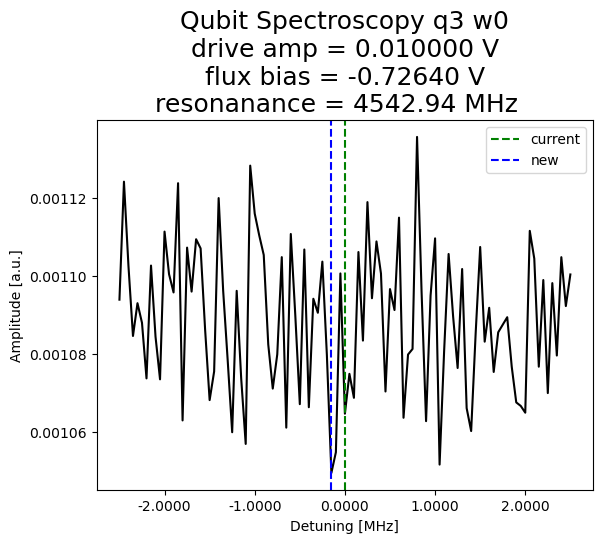 Qubit Spectroscopy q3 w0
drive amp = 0.010000 V
flux bias = -0.72640 V
resonanance = 4542.94 MHz
current
new
0.00112
0.00110
0.00108
0.00106
Amplitude [a.u.]
-2.0000 -1.0000 0.0000 1.0000 2.0000
Detuning [MHz]